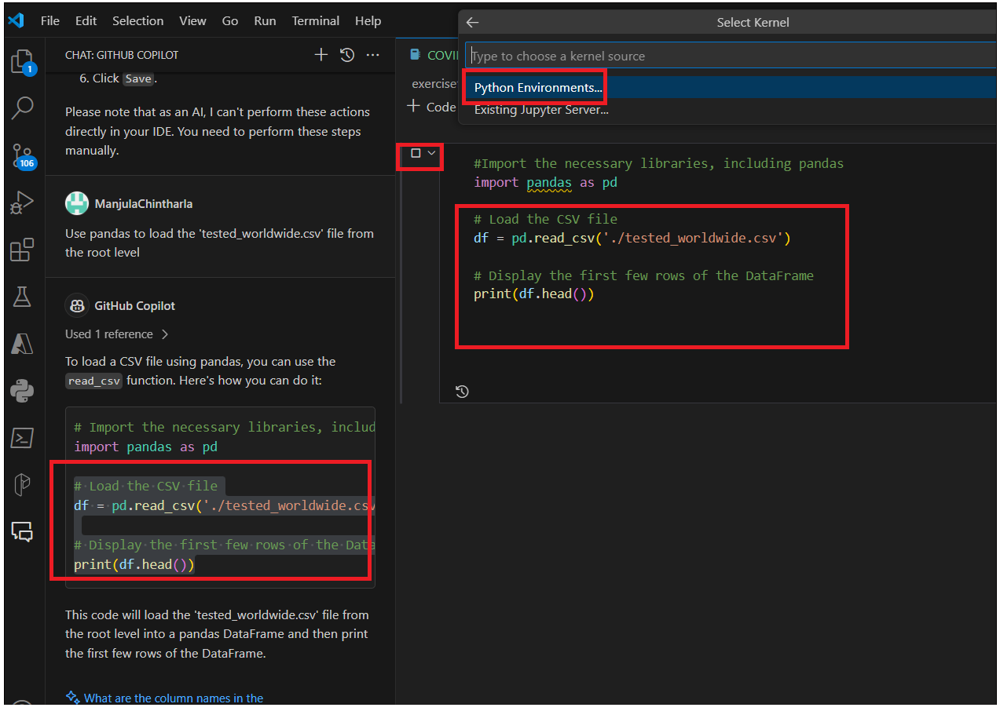 File Edit Selection View Go Run Terminal Help
Select Kernel
Type to choose a kernel source
Python Environments...
Existing Jupyter Server...
1
106
CHAT: GITHUB COPILOT
6. Click Save.
Please note that as an AI, I can't perform these actions
directly in your IDE. You need to perform these steps
manually.
ManjulaChintharla
Use pandas to load the 'tested_worldwide.csv' file from
the root level
GitHub Copilot
Used 1 reference
To load a CSV file using pandas, you can use the
read_csv function. Here's how you can do it:
# Import the necessary libraries, includ
import pandas as pd
# Load the CSV file
df = pd.read_csv('./tested_worldwide.csv
# Display the first few rows of the Data
print(df.head())
This code will load the 'tested_worldwide.csv' file from
the root level into a pandas DataFrame and then print
the first few rows of the DataFrame.
What are the column names in the
COVI
exercise
+ Code
#Import the necessary libraries, including pandas
import pandas as pd
# Load the CSV file
df = pd.read_csv('./tested_worldwide.csv')
# Display the first few rows of the DataFrame
print(df.head())